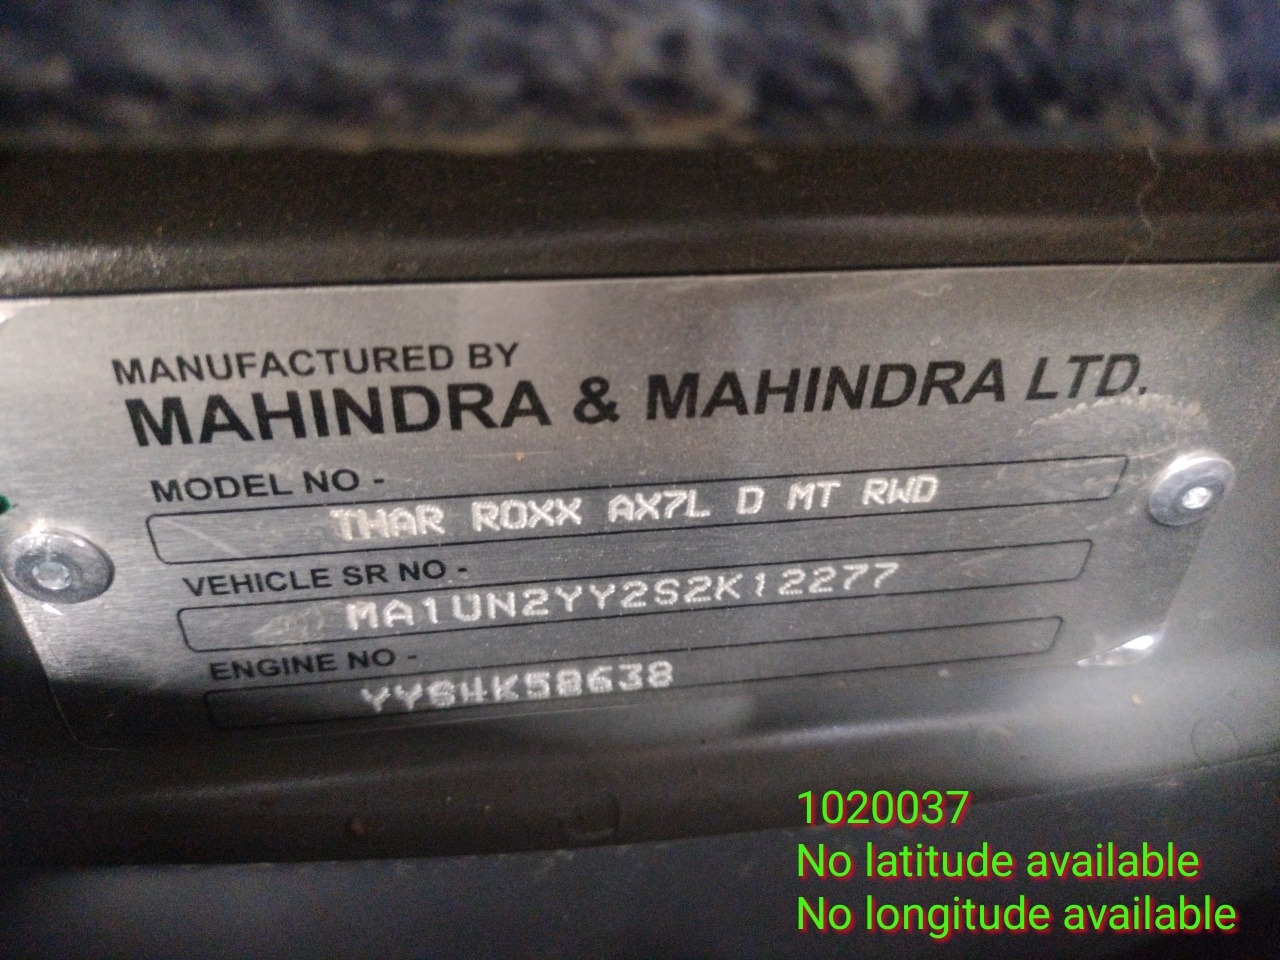 MANUFACTURED BY
MAHINDRA & MAHINDRA LTD.
MODEL NO -
THAR ROXX AX7L D MT RWD
VEHICLE SR NO -
MA1UN2YY2S2K12277
ENGINE NO -
YYS4K58638
1020037
No latitude available
No longitude available